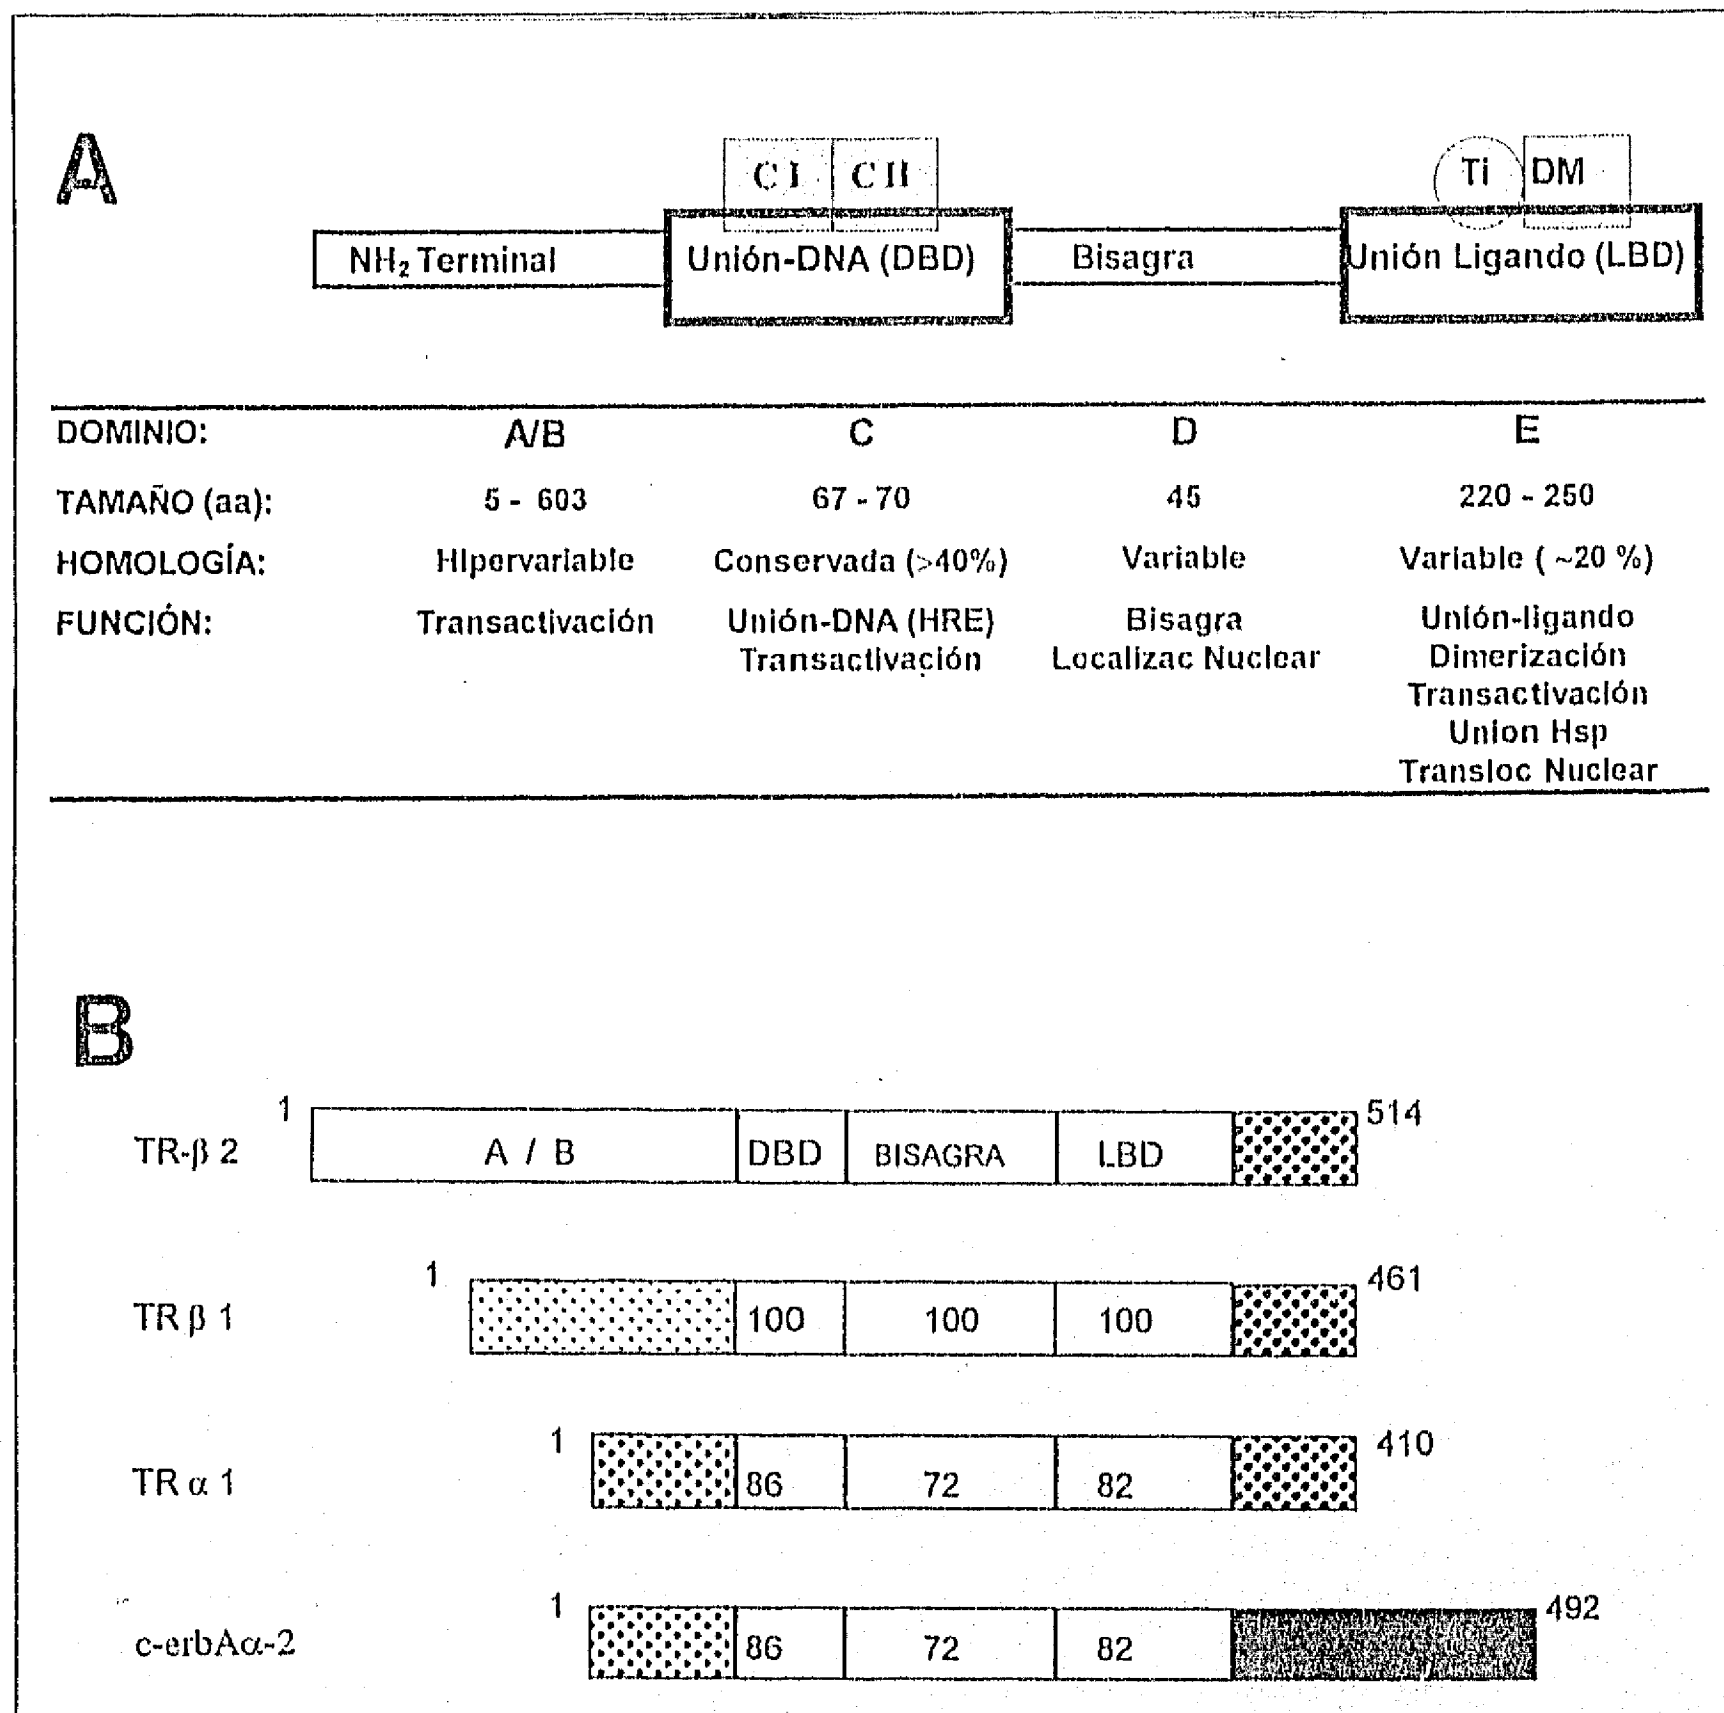 A
C I C II
Ti DM
NH₂ Terminal Unión-DNA (DBD) Bisagra Unión Ligando (LBD)
DOMINIO: A/B C D E
TAMAÑO (aa): 5 - 603 67 - 70 45 220 - 250
HOMOLOGÍA: Hipervariable Conservada (>40%) Variable Variable ( ~20 %)
FUNCIÓN: Transactivación Unión-DNA (HRE) Bisagra Unión-ligando
Transactivación Localizac Nuclear Dimerización
Transactivación
Union Hsp
Transloc Nuclear
B
1 514
TR-β 2 A / B DBD BISAGRA LBD
1 461
TR β 1 100 100 100
1 410
TR α 1 86 72 82
1 492
c-erbAα-2 86 72 82